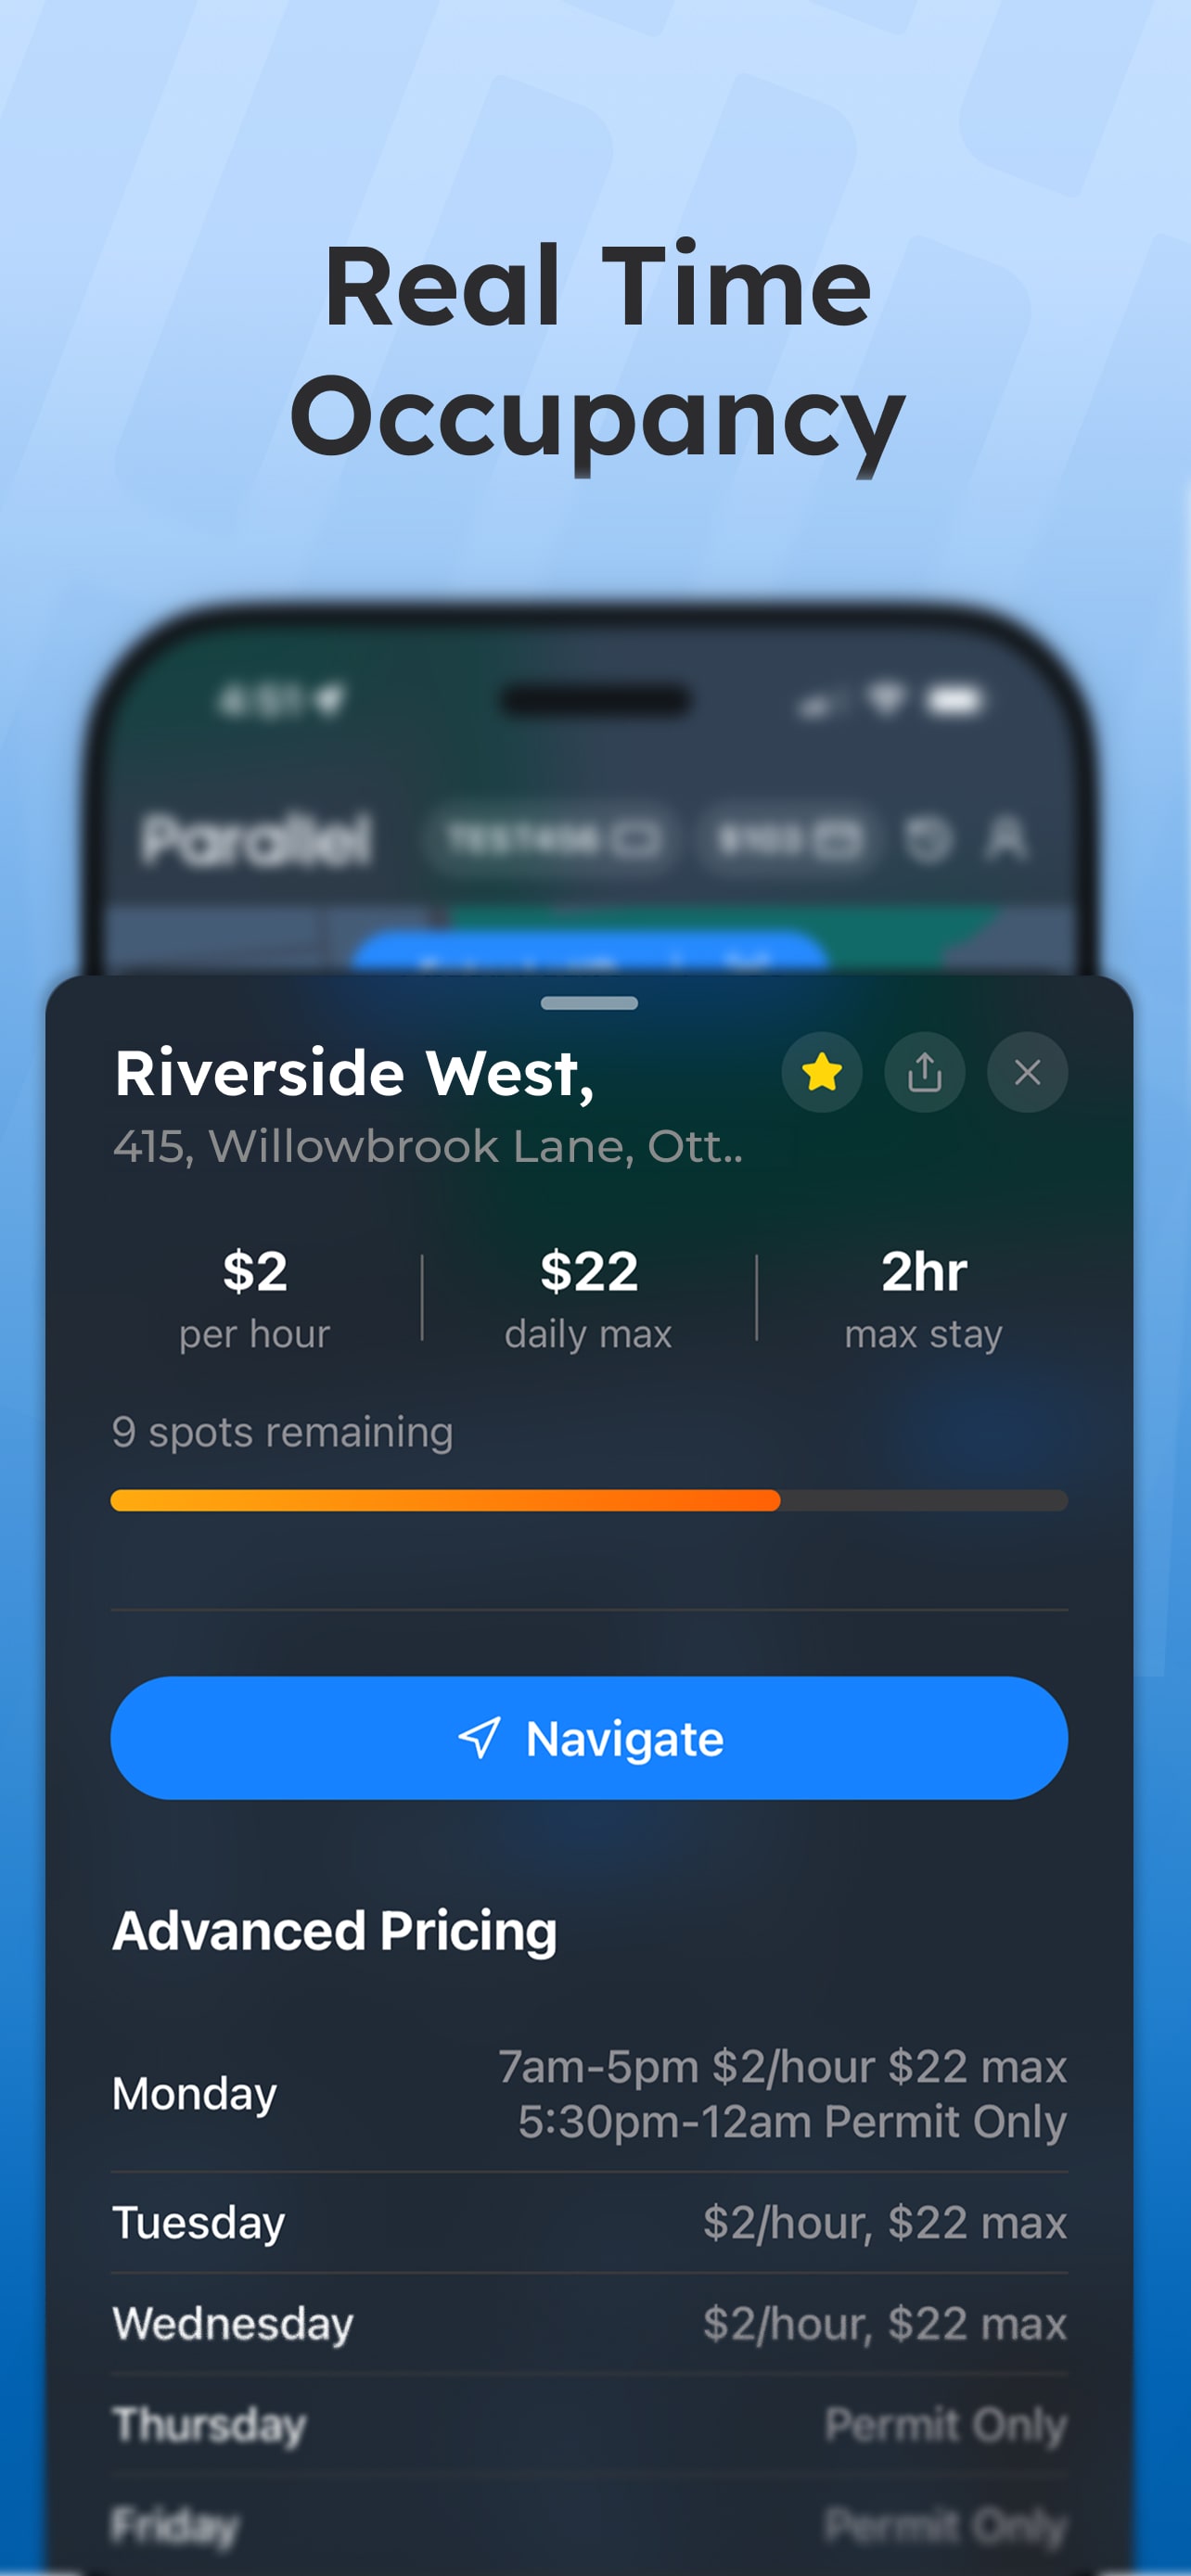 Real Time
Occupancy
4:51
Parallel
Riverside West,
415, Willowbrook Lane, Ott..
$2
$22
2hr
per hour
daily max
max stay
9 spots remaining
Navigate
Advanced Pricing
Monday
7am-5pm $2/hour $22 max
5:30pm-12am Permit Only
Tuesday
$2/hour, $22 max
Wednesday
$2/hour, $22 max
Thursday
Permit Only
Friday
Permit Only